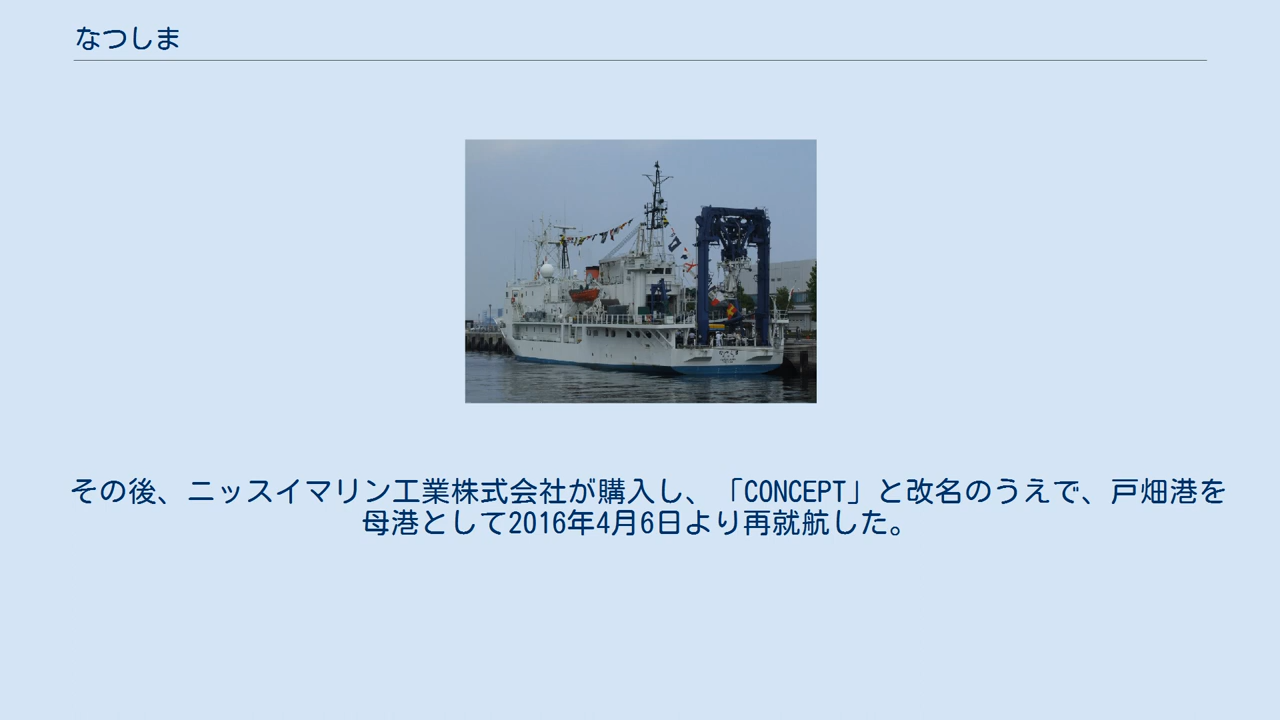 なつしま
その後、ニッスイマリン工業株式会社が購入し、「CONCEPT」と改名のうえで、戸畑港を
母港として2016年4月6日より再就航した。